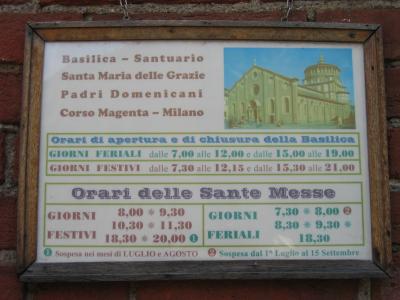 Basilica – Santuario
Santa Maria delle Grazie
Padri Domenicani
Corso Magenta – Milano
Orari di apertura e di chiusura della Basilica
GIORNI FERIALI dalle 7,00 alle 12,00 e dalle 15,00 alle 19,00
GIORNI FESTIVI dalle 7,30 alle 12,15 e dalle 15,30 alle 21,00
Orari delle Sante Messe
GIORNI FESTIVI
8,00 * 9,30
10,30 * 11,30
18,30 * 20,00 ❶
GIORNI FERIALI
7,30 * 8,00 ❷
8,30 * 9,30 *
18,30
❶ Sospesa nei mesi di LUGLIO e AGOSTO
❷ Sospesa dal 1° Luglio al 15 Settembre